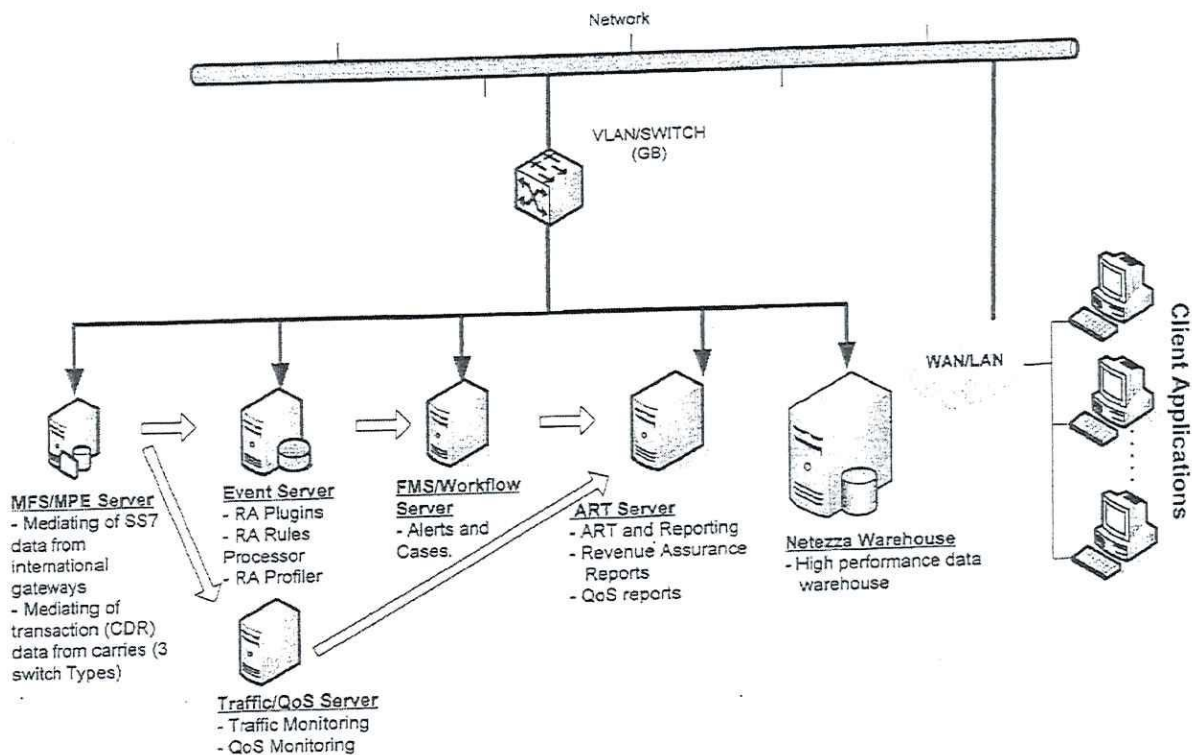 Network
VLAN/SWITCH
(GB)
WAN/LAN
Client Applications
MFS/MPE Server
- Mediating of SS7
data from
international
gateways
- Mediating of
transaction (CDR)
data from carries (3
switch Types)
Event Server
- RA Plugins
- RA Rules
Processor
- RA Profiler
FMS/Workflow
Server
- Alerts and
Cases.
ART Server
- ART and Reporting
- Revenue Assurance
Reports
- QoS reports
Netezza Warehouse
- High performance data
warehouse
Traffic/QoS Server
- Traffic Monitoring
- QoS Monitoring